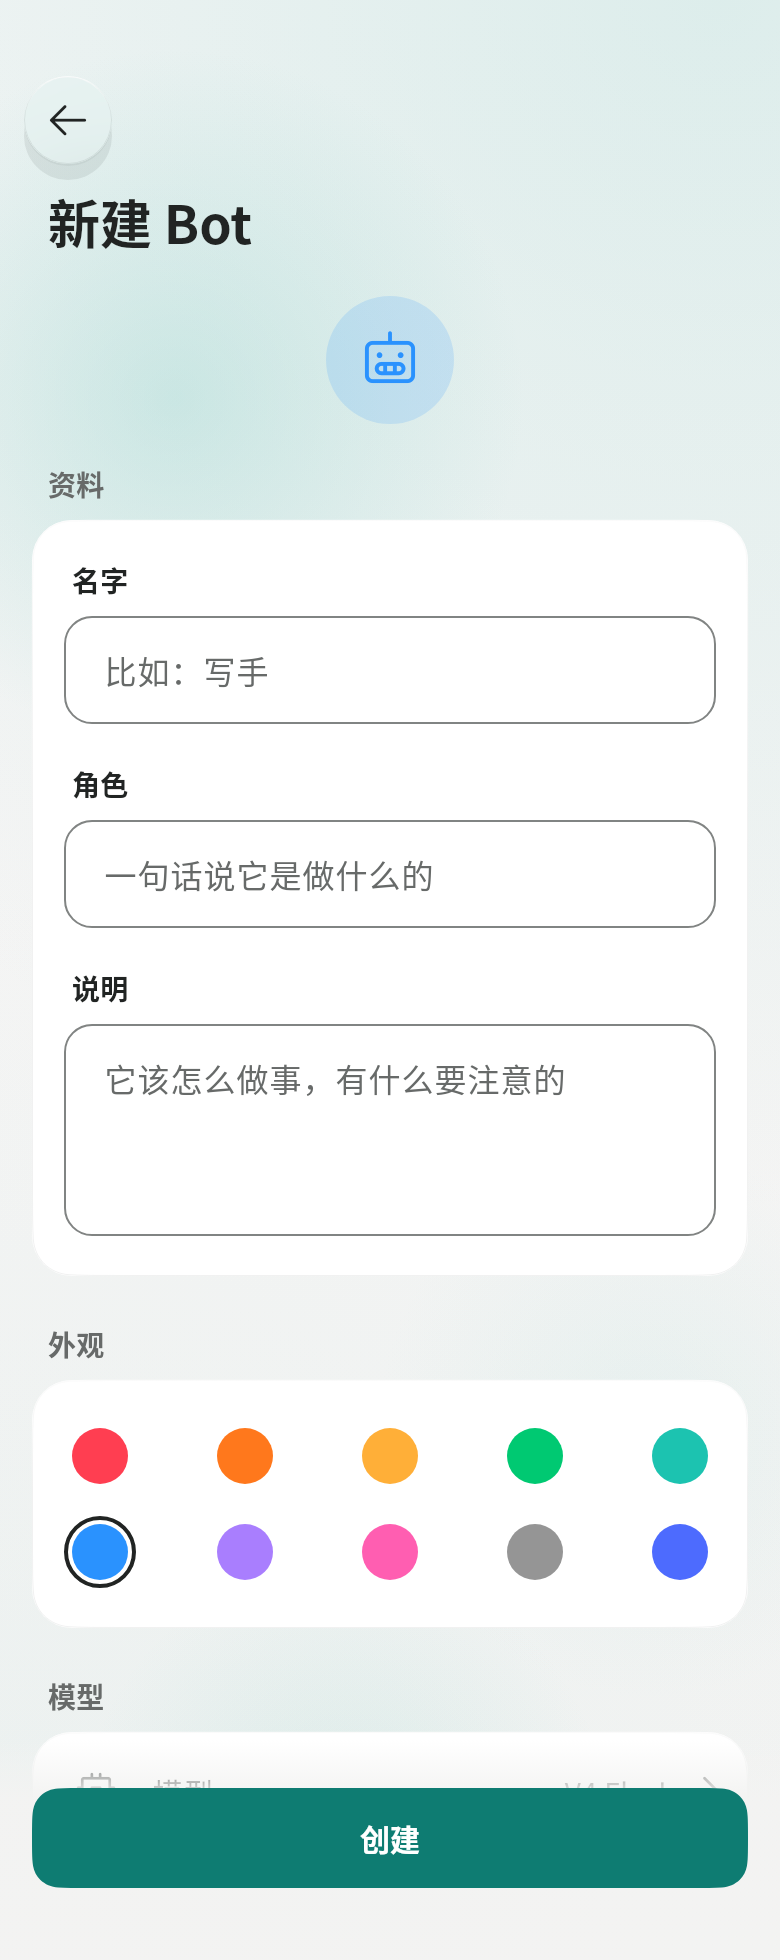 新建 Bot
资料
名字
比如：写手
角色
一句话说它是做什么的
说明
它该怎么做事，有什么要注意的
外观
模型
模型
创建